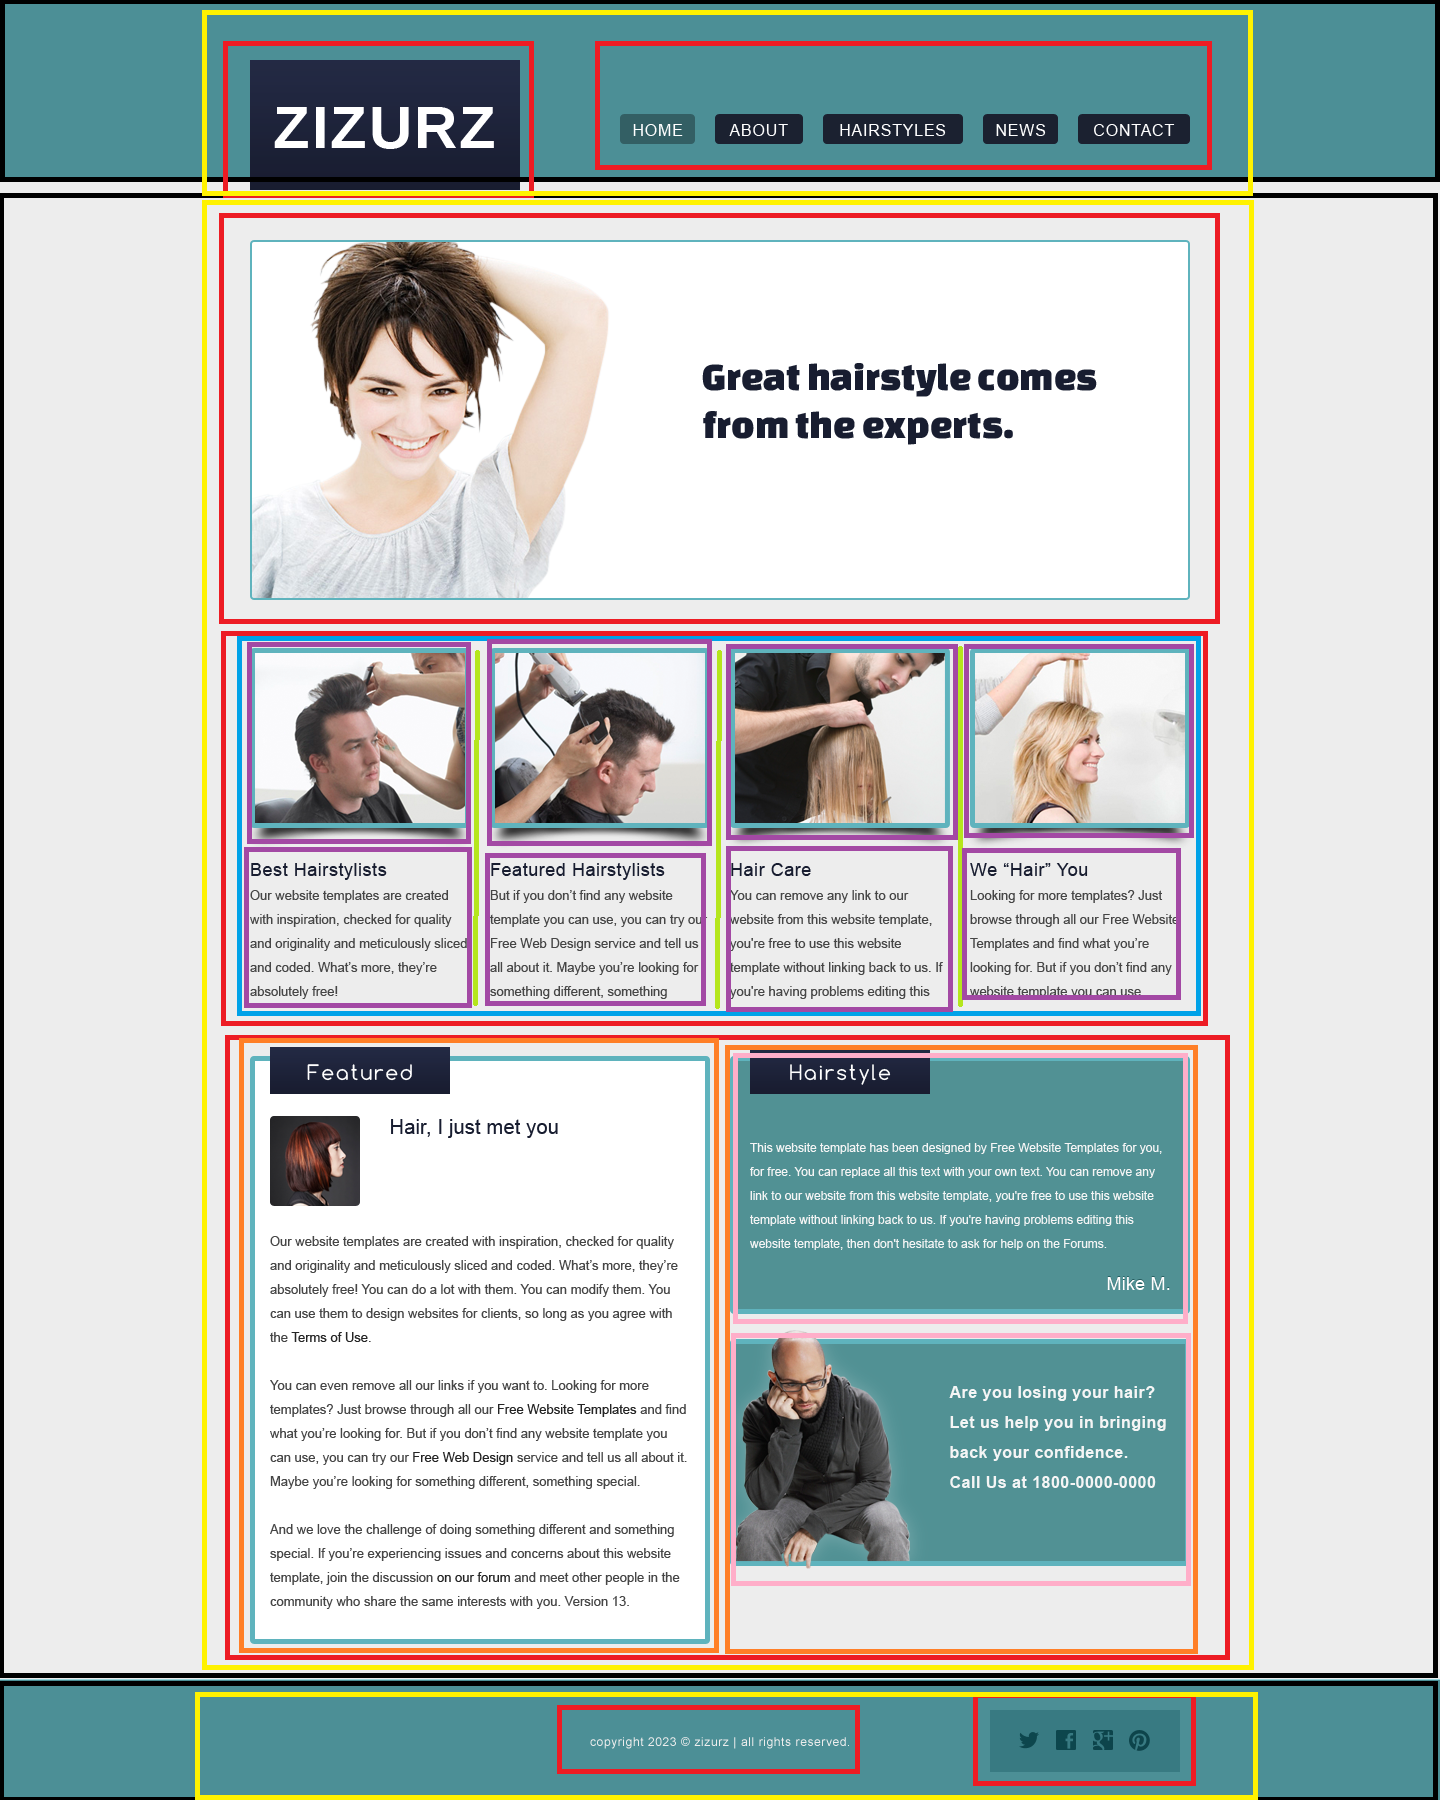 ZIZURZ
HOME
ABOUT
HAIRSTYLES
NEWS
CONTACT
Great hairstyle comes
from the experts.
Best Hairstylists
Our website templates are created
with inspiration, checked for quality
and originality and meticulously sliced
and coded. What’s more, they’re
absolutely free!
Featured Hairstylists
But if you don’t find any website
template you can use, you can try our
Free Web Design service and tell us
all about it. Maybe you’re looking for
something different, something
Hair Care
You can remove any link to our
website from this website template,
you're free to use this website
template without linking back to us. If
you're having problems editing this
We “Hair” You
Looking for more templates? Just
browse through all our Free Website
Templates and find what you’re
looking for. But if you don’t find any
website template you can use
Featured
Hair, I just met you
Our website templates are created with inspiration, checked for quality
and originality and meticulously sliced and coded. What’s more, they’re
absolutely free! You can do a lot with them. You can modify them. You
can use them to design websites for clients, so long as you agree with
the Terms of Use.
You can even remove all our links if you want to. Looking for more
templates? Just browse through all our Free Website Templates and find
what you’re looking for. But if you don’t find any website template you
can use, you can try our Free Web Design service and tell us all about it.
Maybe you’re looking for something different, something special.
And we love the challenge of doing something different and something
special. If you’re experiencing issues and concerns about this website
template, join the discussion on our forum and meet other people in the
community who share the same interests with you. Version 13.
Hairstyle
This website template has been designed by Free Website Templates for you,
for free. You can replace all this text with your own text. You can remove any
link to our website from this website template, you're free to use this website
template without linking back to us. If you're having problems editing this
website template, then don't hesitate to ask for help on the Forums.
Mike M.
Are you losing your hair?
Let us help you in bringing
back your confidence.
Call Us at 1800-0000-0000
copyright 2023 © zizurz | all rights reserved.